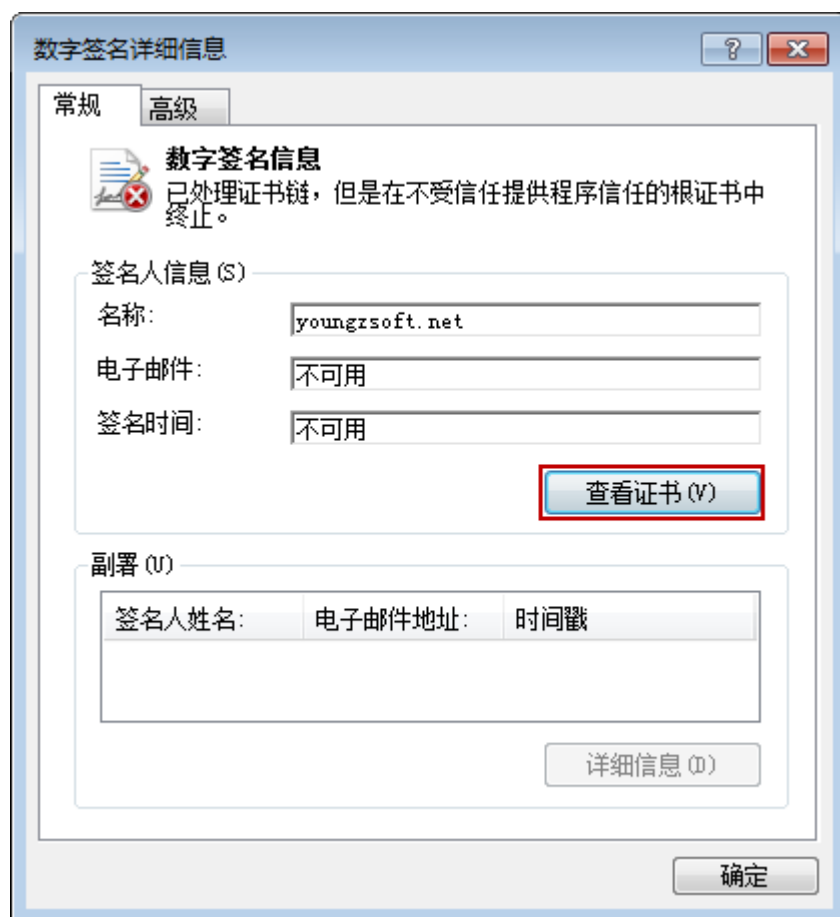 数字签名详细信息
常规 高级
数字签名信息
已处理证书链，但是在不受信任提供程序信任的根证书中
终止。
签名人信息(S)
名称: youngzsoft.net
电子邮件: 不可用
签名时间: 不可用
查看证书(V)
副署(U)
签名人姓名: 电子邮件地址: 时间戳
详细信息(D)
确定